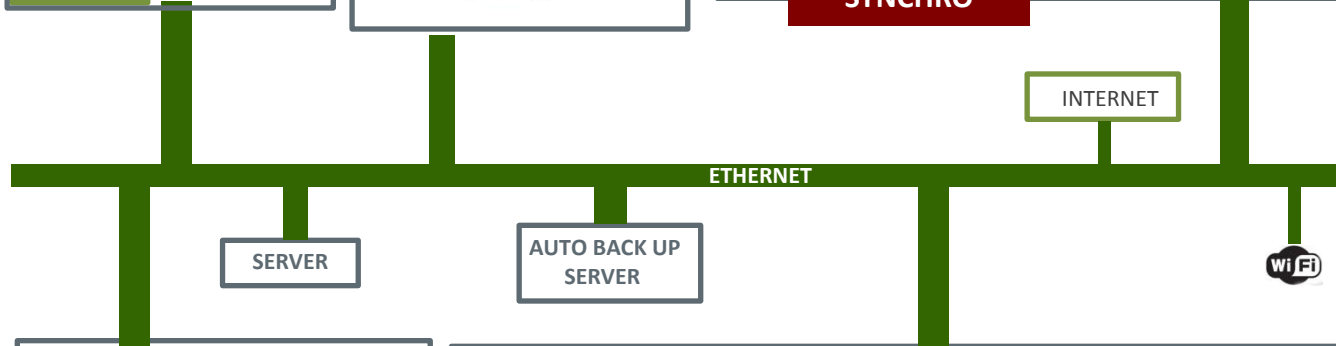 SYNCHRO
INTERNET
ETHERNET
SERVER
AUTO BACK UP
SERVER
WiFi